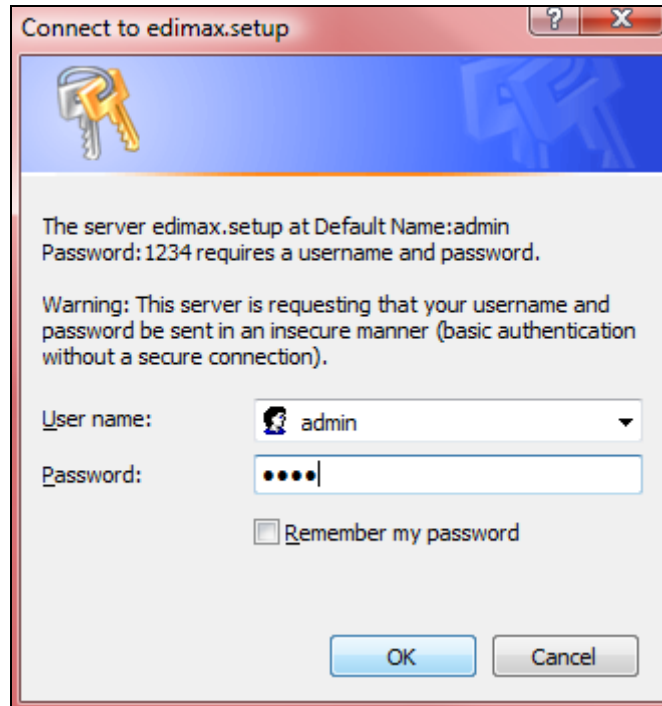 Connect to edimax.setup
The server edimax.setup at Default Name:admin
Password:1234 requires a username and password.
Warning: This server is requesting that your username and
password be sent in an insecure manner (basic authentication
without a secure connection).
User name:
admin
Password:
••••
Remember my password
OK
Cancel